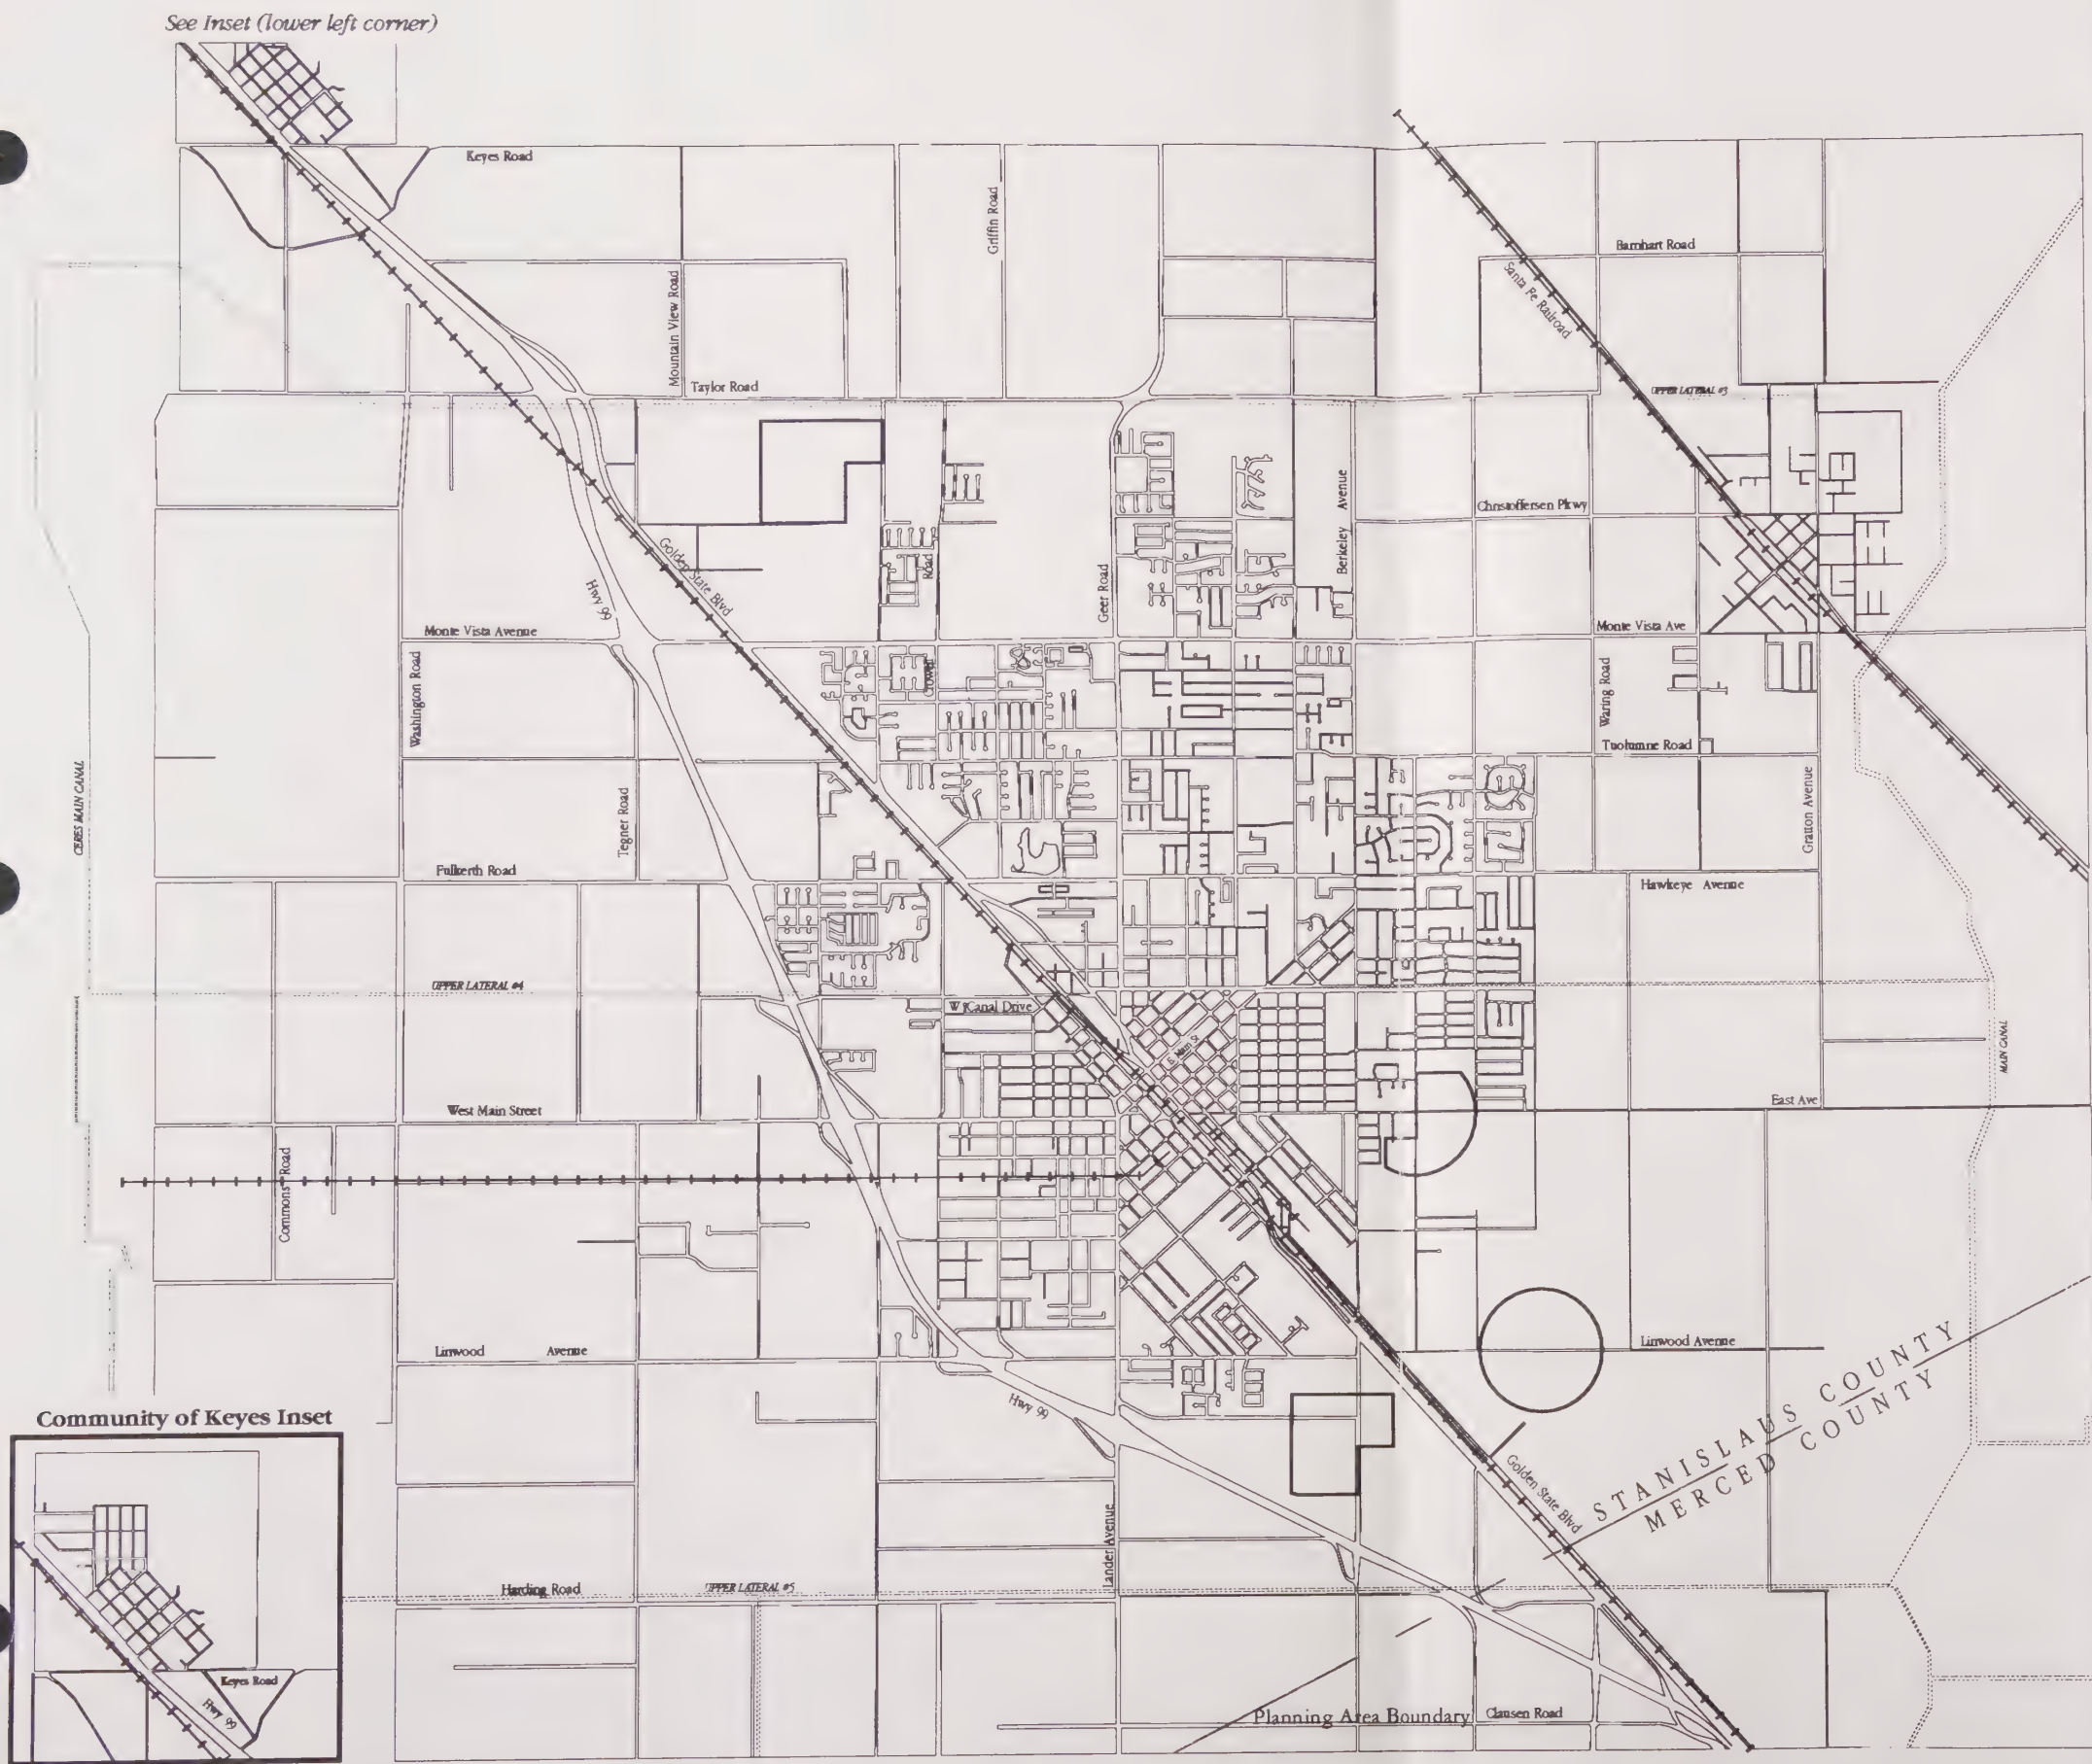 See Inset (lower left corner)
Keyes Road
Griffin Road
Barnhart Road
Santa Fe Railroad
Mountain View Road
Taylor Road
UPPER LATERAL #3
Berkeley Avenue
Christoffersen Pkwy
Golden State Blvd
Hwy 99
Road
Geer Road
Monte Vista Avenue
Monte Vista Ave
Washington Road
Crowell
Waring Road
Tuolumne Road
CERES MAIN CANAL
Tegner Road
Gratton Avenue
Fulkerth Road
Hawkeye Avenue
UPPER LATERAL #4
W Canal Drive
Main St
MAIN CANAL
West Main Street
East Ave
Commons Road
Linwood Avenue
Linwood Avenue
STANISLAUS COUNTY
MERCED COUNTY
Hwy 99
Community of Keyes Inset
Golden State Blvd
Lander Avenue
Harding Road
UPPER LATERAL #5
Keyes Road
Hwy 99
Planning Area Boundary
Clausen Road